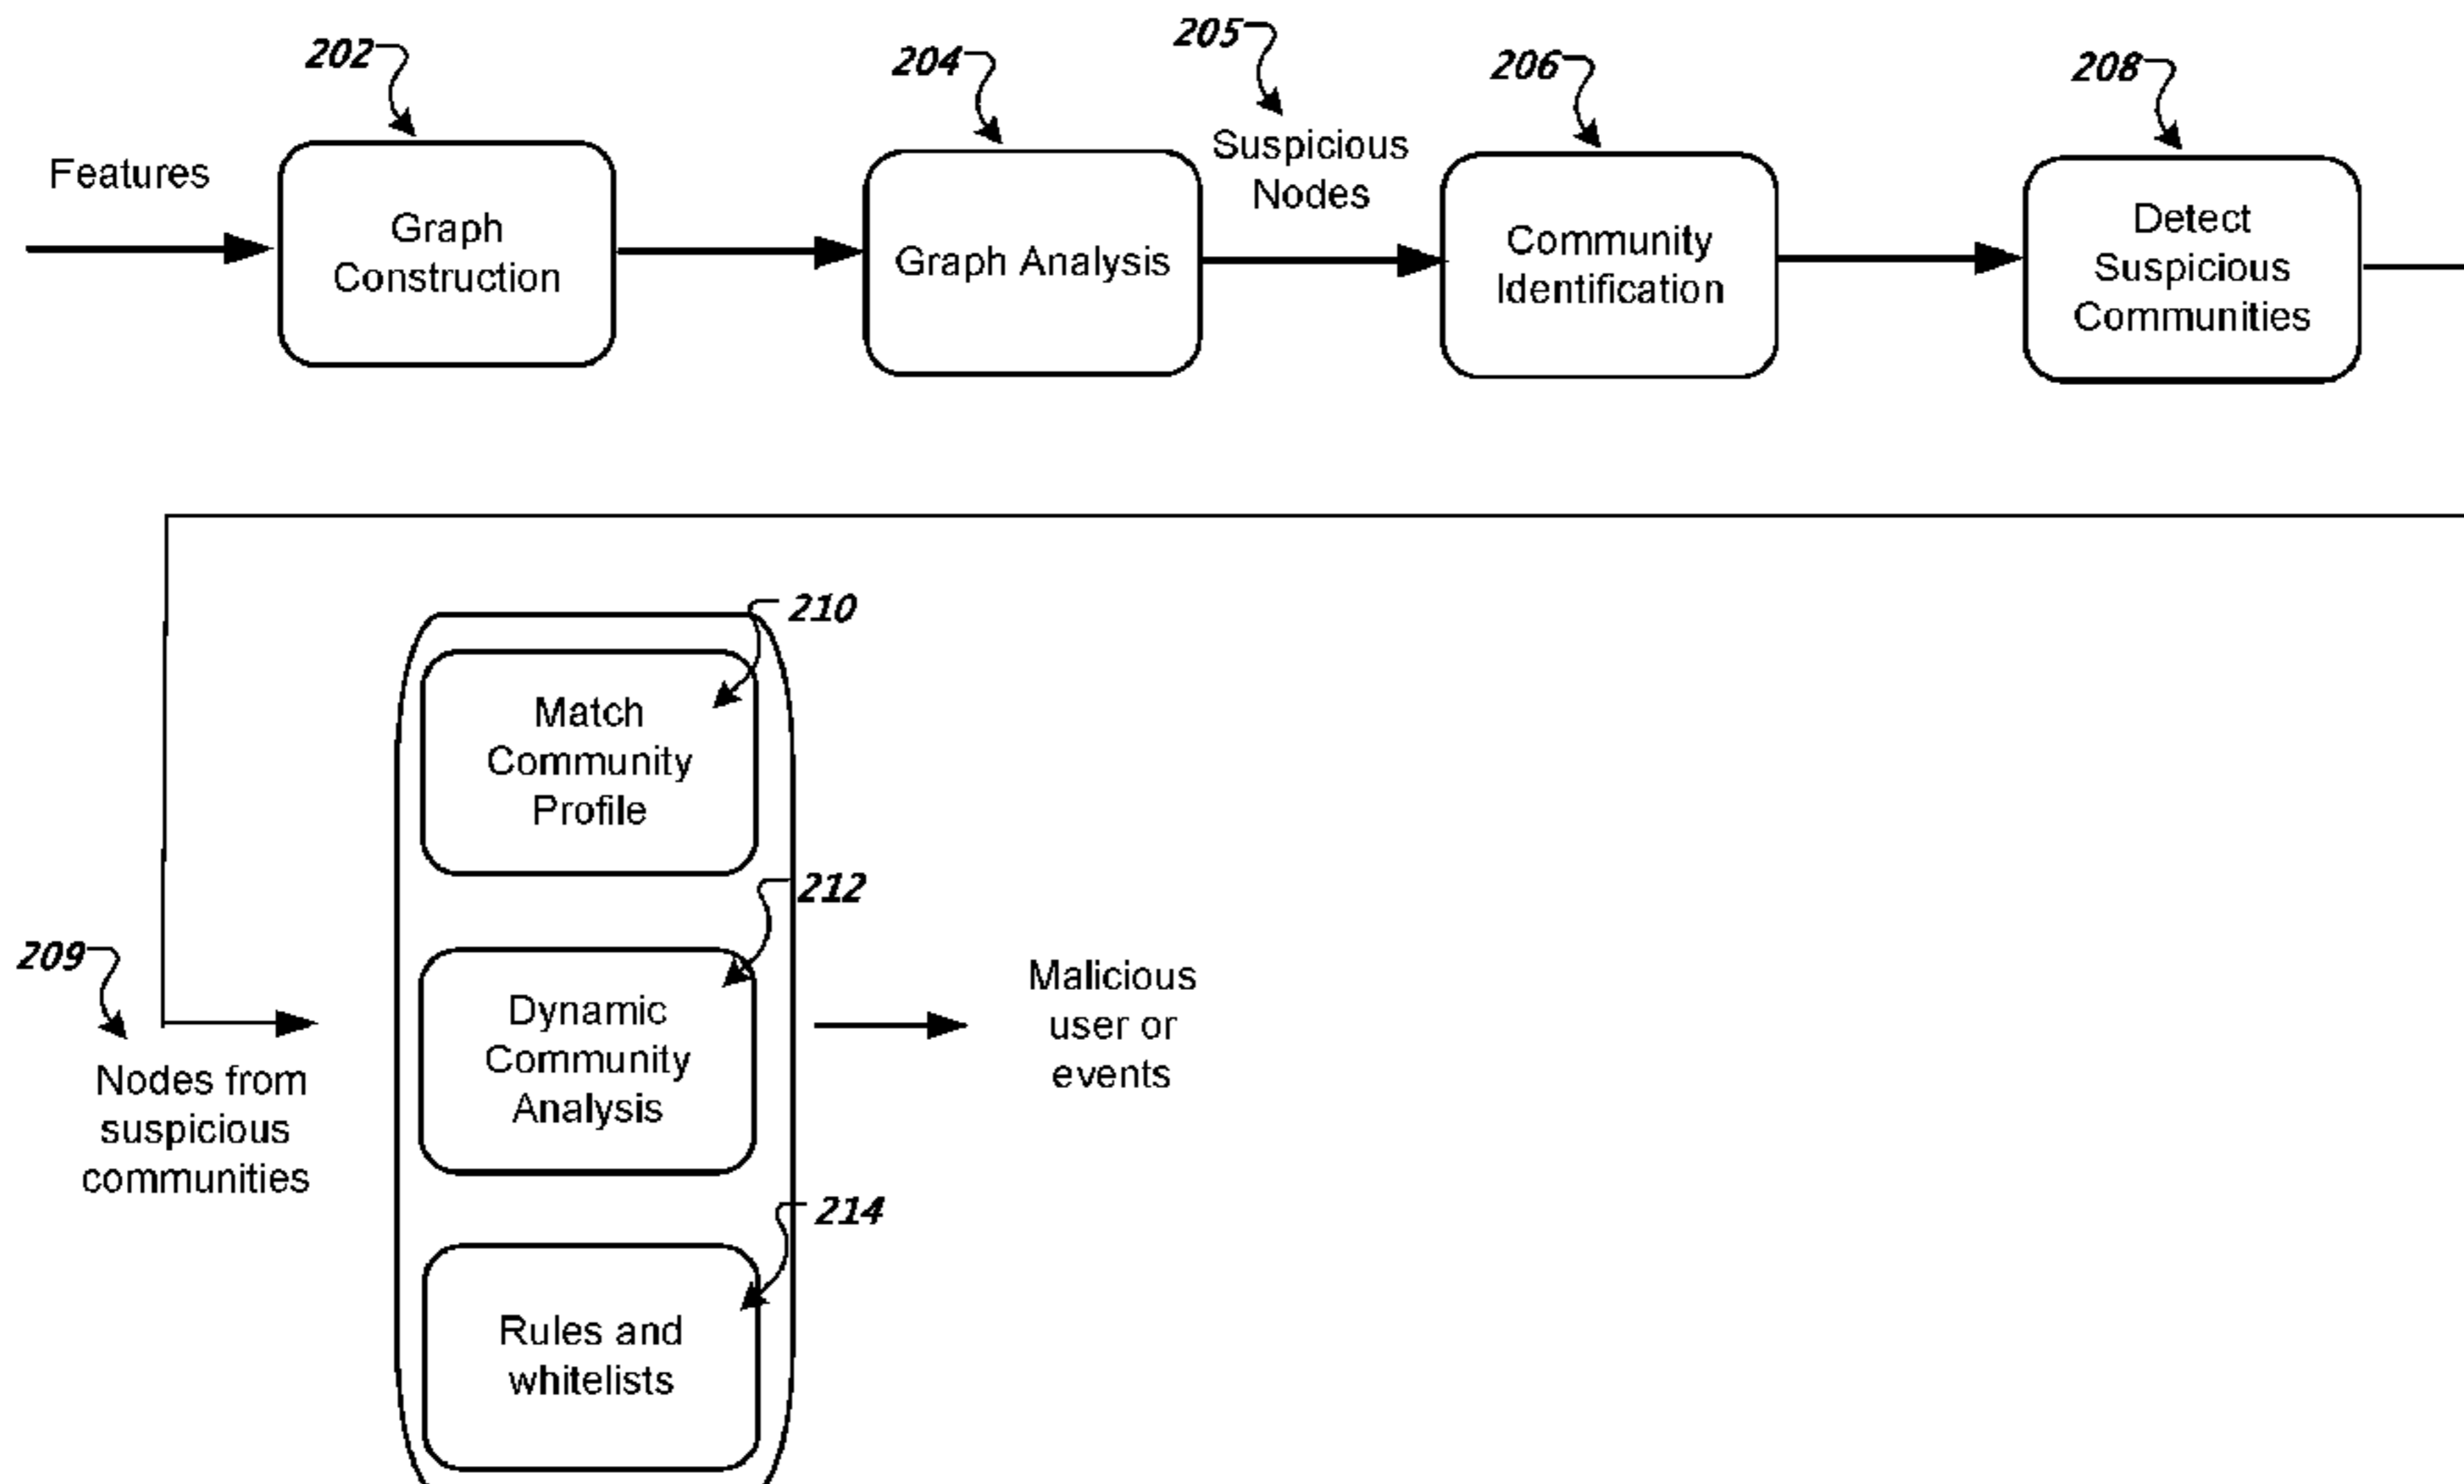 202
204
205
206
208
Features
Graph
Construction
Graph Analysis
Suspicious
Nodes
Community
Identification
Detect
Suspicious
Communities
210
Match
Community
Profile
212
209
Dynamic
Community
Analysis
Nodes from
suspicious
communities
Malicious
user or
events
214
Rules and
whitelists